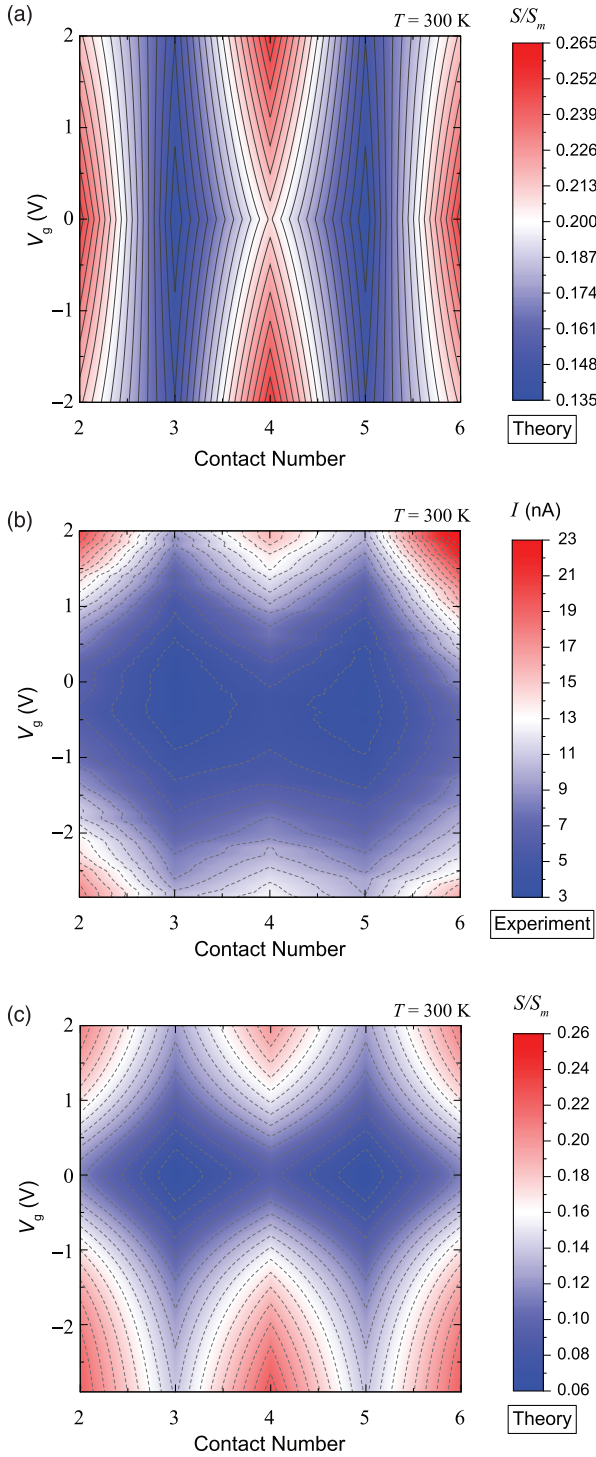 (a)
T = 300 K
S/Sm
2
1
0
−1
−2
Vg (V)
2 3 4 5 6
Contact Number
0.265
0.252
0.239
0.226
0.213
0.200
0.187
0.174
0.161
0.148
0.135
Theory
(b)
T = 300 K
I (nA)
2
1
0
−1
−2
Vg (V)
2 3 4 5 6
Contact Number
23
21
19
17
15
13
11
9
7
5
3
Experiment
(c)
T = 300 K
S/Sm
2
1
0
−1
−2
Vg (V)
2 3 4 5 6
Contact Number
0.26
0.24
0.22
0.20
0.18
0.16
0.14
0.12
0.10
0.08
0.06
Theory